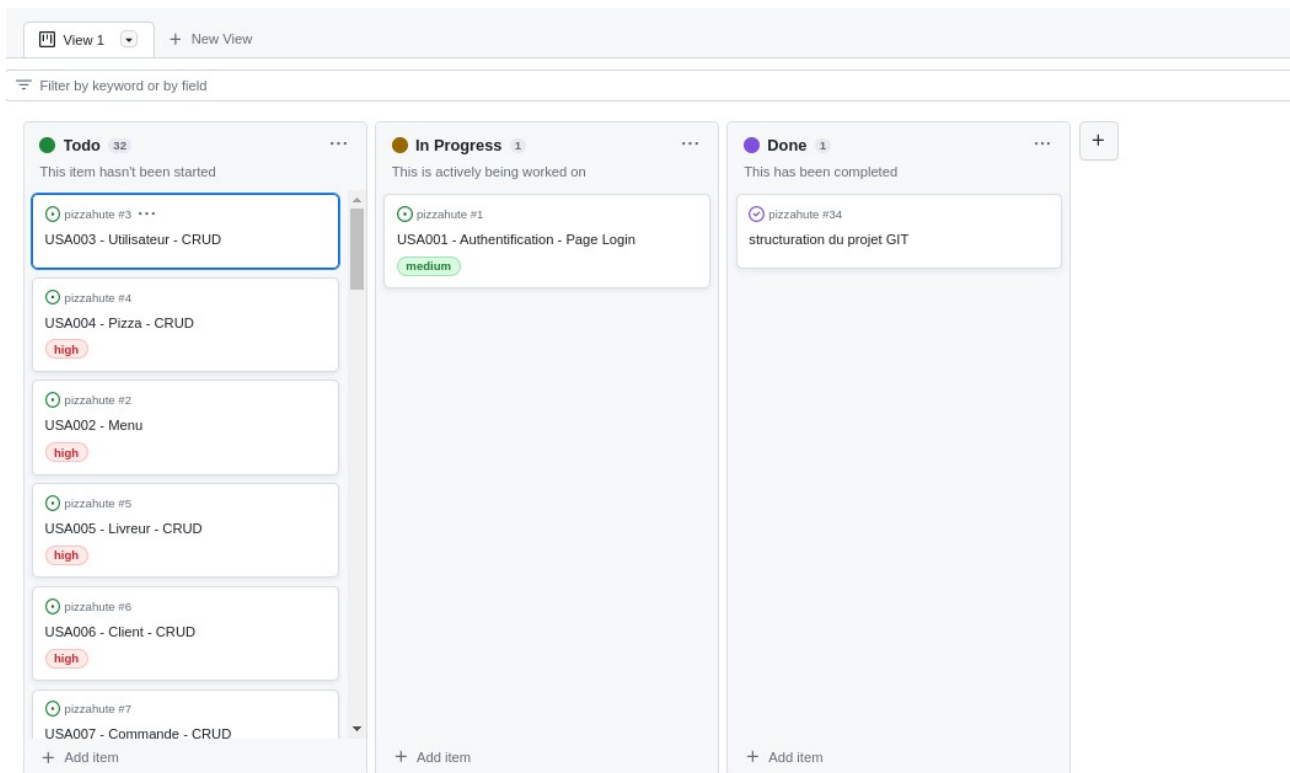 View 1
New View
Filter by keyword or by field
Todo 32
This item hasn't been started
pizzahute #3
USA003 - Utilisateur - CRUD
pizzahute #4
USA004 - Pizza - CRUD
high
pizzahute #2
USA002 - Menu
high
pizzahute #5
USA005 - Livreur - CRUD
high
pizzahute #6
USA006 - Client - CRUD
high
pizzahute #7
USA007 - Commande - CRUD
+ Add item
In Progress 1
This is actively being worked on
pizzahute #1
USA001 - Authentification - Page Login
medium
+ Add item
Done 1
This has been completed
pizzahute #34
structuration du projet GIT
+ Add item